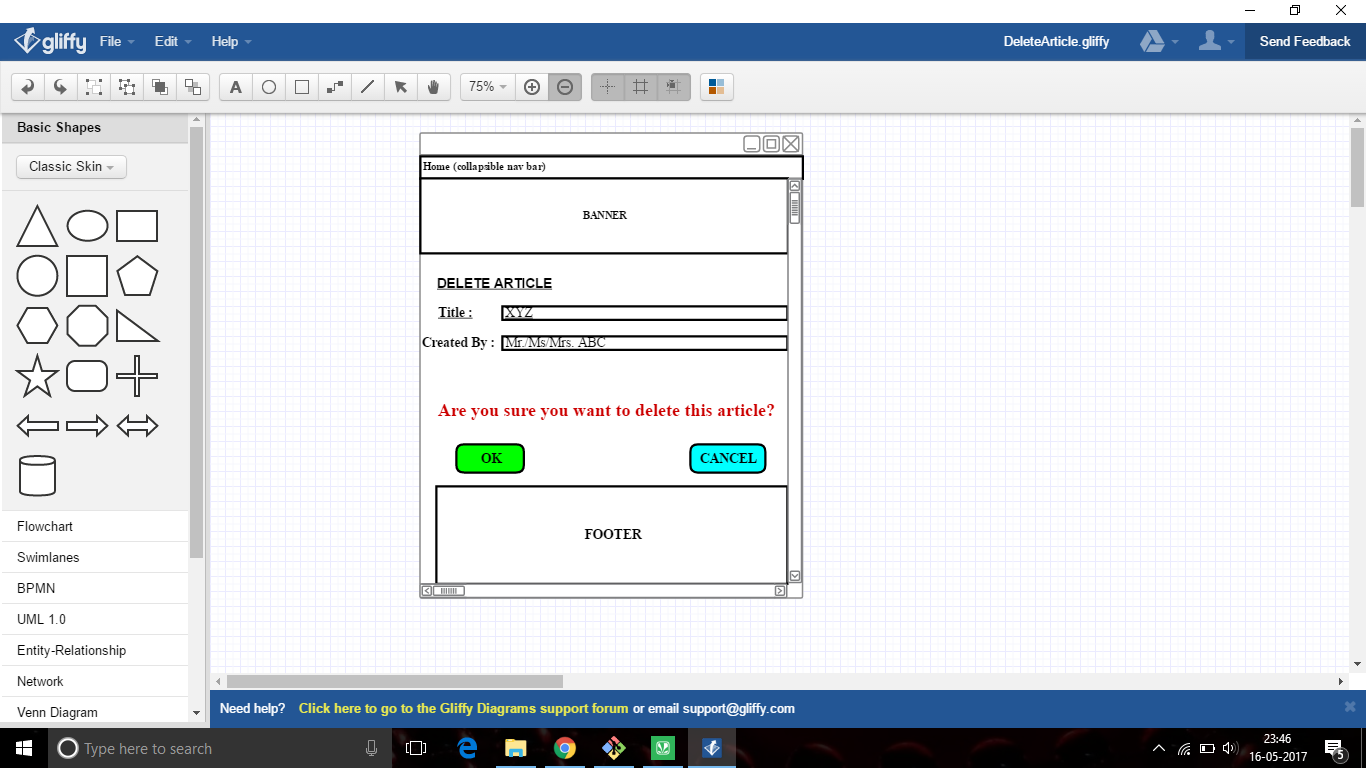 gliffy File Edit Help DeleteArticle.gliffy Send Feedback
A 75%
Basic Shapes
Classic Skin
Flowchart
Swimlanes
BPMN
UML 1.0
Entity-Relationship
Network
Venn Diagram
Home (collapsible nav bar)
BANNER
DELETE ARTICLE
Title : XYZ
Created By : Mr./Ms/Mrs. ABC
Are you sure you want to delete this article?
OK CANCEL
FOOTER
Need help? Click here to go to the Gliffy Diagrams support forum or email support@gliffy.com
Type here to search
23:46
16-05-2017
5